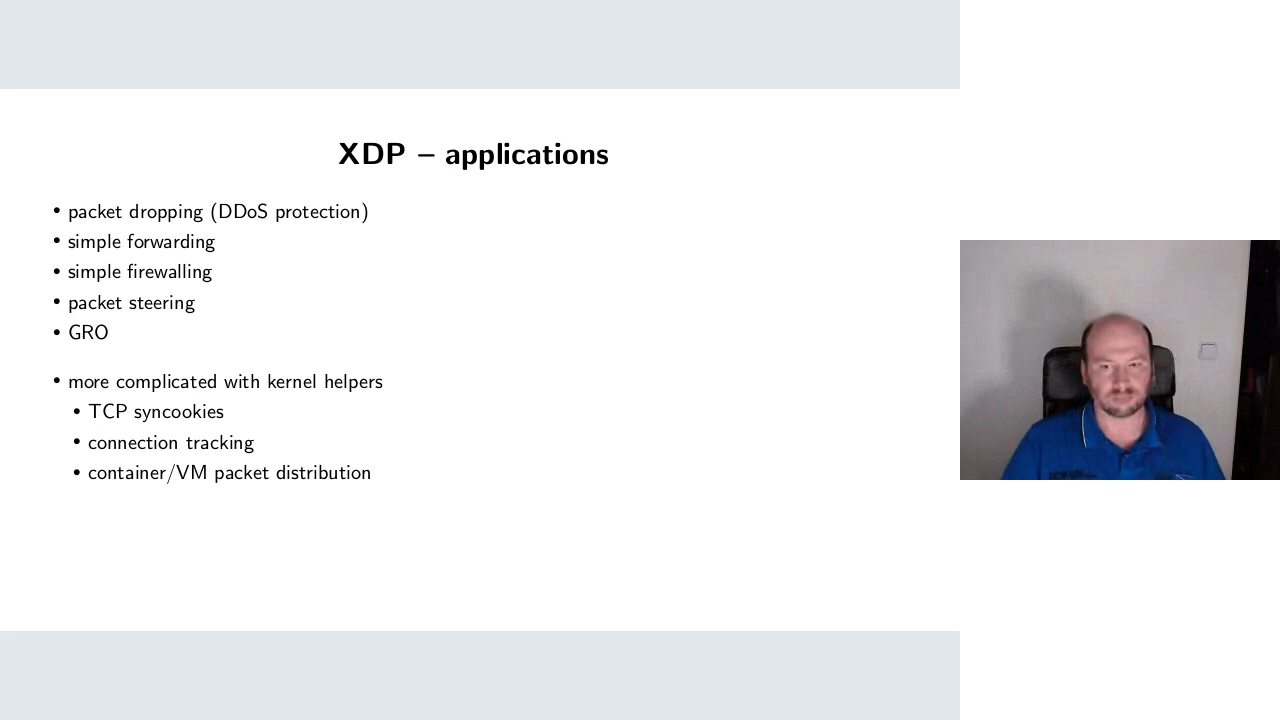 XDP – applications
• packet dropping (DDoS protection)
• simple forwarding
• simple firewalling
• packet steering
• GRO
• more complicated with kernel helpers
• TCP syncookies
• connection tracking
• container/VM packet distribution